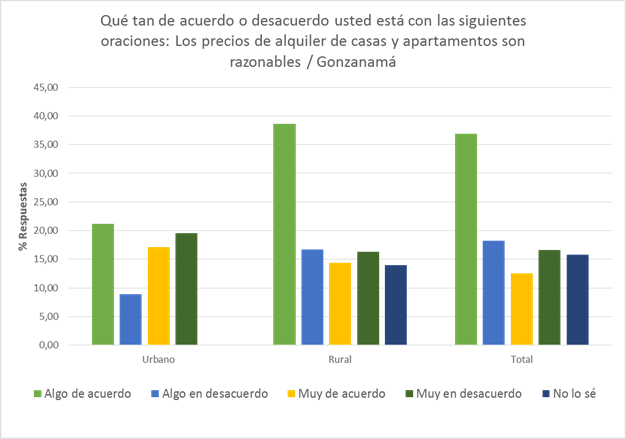 Qué tan de acuerdo o desacuerdo usted está con las siguientes
oraciones: Los precios de alquiler de casas y apartamentos son
razonables / Gonzanamá
45,00
40,00
35,00
30,00
25,00
20,00
15,00
10,00
5,00
0,00
% Respuestas
Urbano Rural Total
Algo de acuerdo Algo en desacuerdo Muy de acuerdo Muy en desacuerdo No lo sé